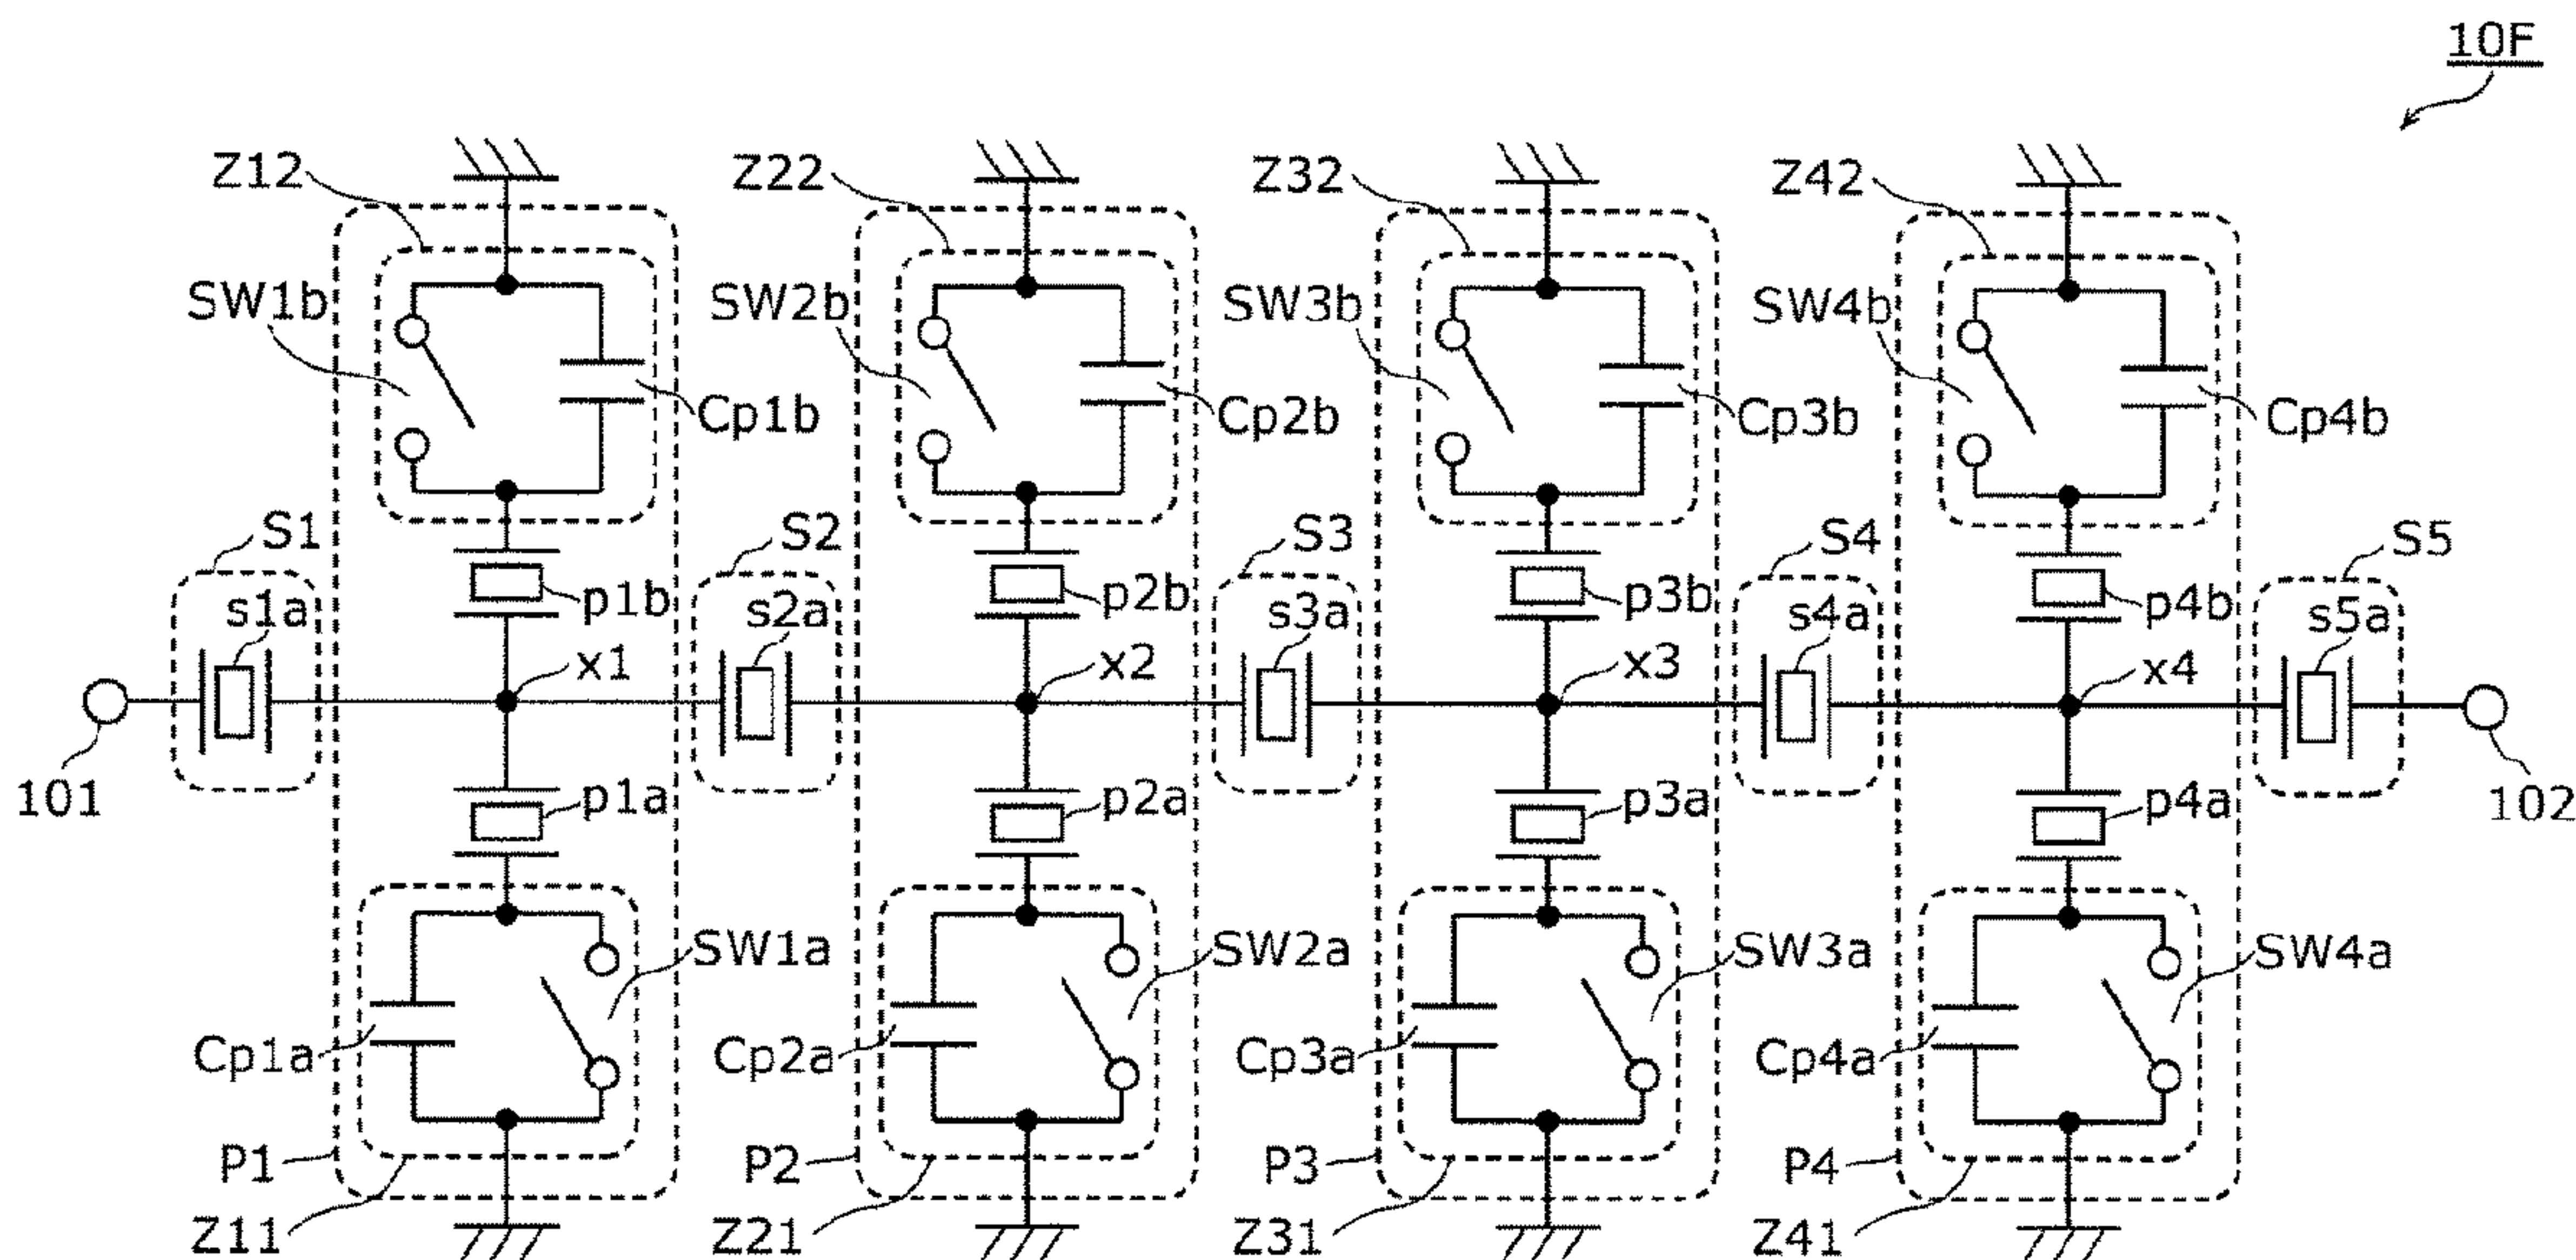 10F
Z12
Z22
Z32
Z42
SW1b
SW2b
SW3b
SW4b
Cp1b
Cp2b
Cp3b
Cp4b
S1
S2
S3
S4
S5
s1a
p1b
s2a
p2b
s3a
p3b
s4a
p4b
s5a
x1
x2
x3
x4
101
p1a
p2a
p3a
p4a
102
SW1a
SW2a
SW3a
SW4a
Cp1a
Cp2a
Cp3a
Cp4a
P1
P2
P3
P4
Z11
Z21
Z31
Z41